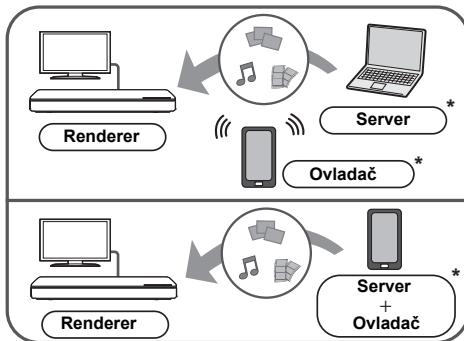 Server
*
Renderer
Ovladač
*
Renderer
Server
*
+
Ovladač